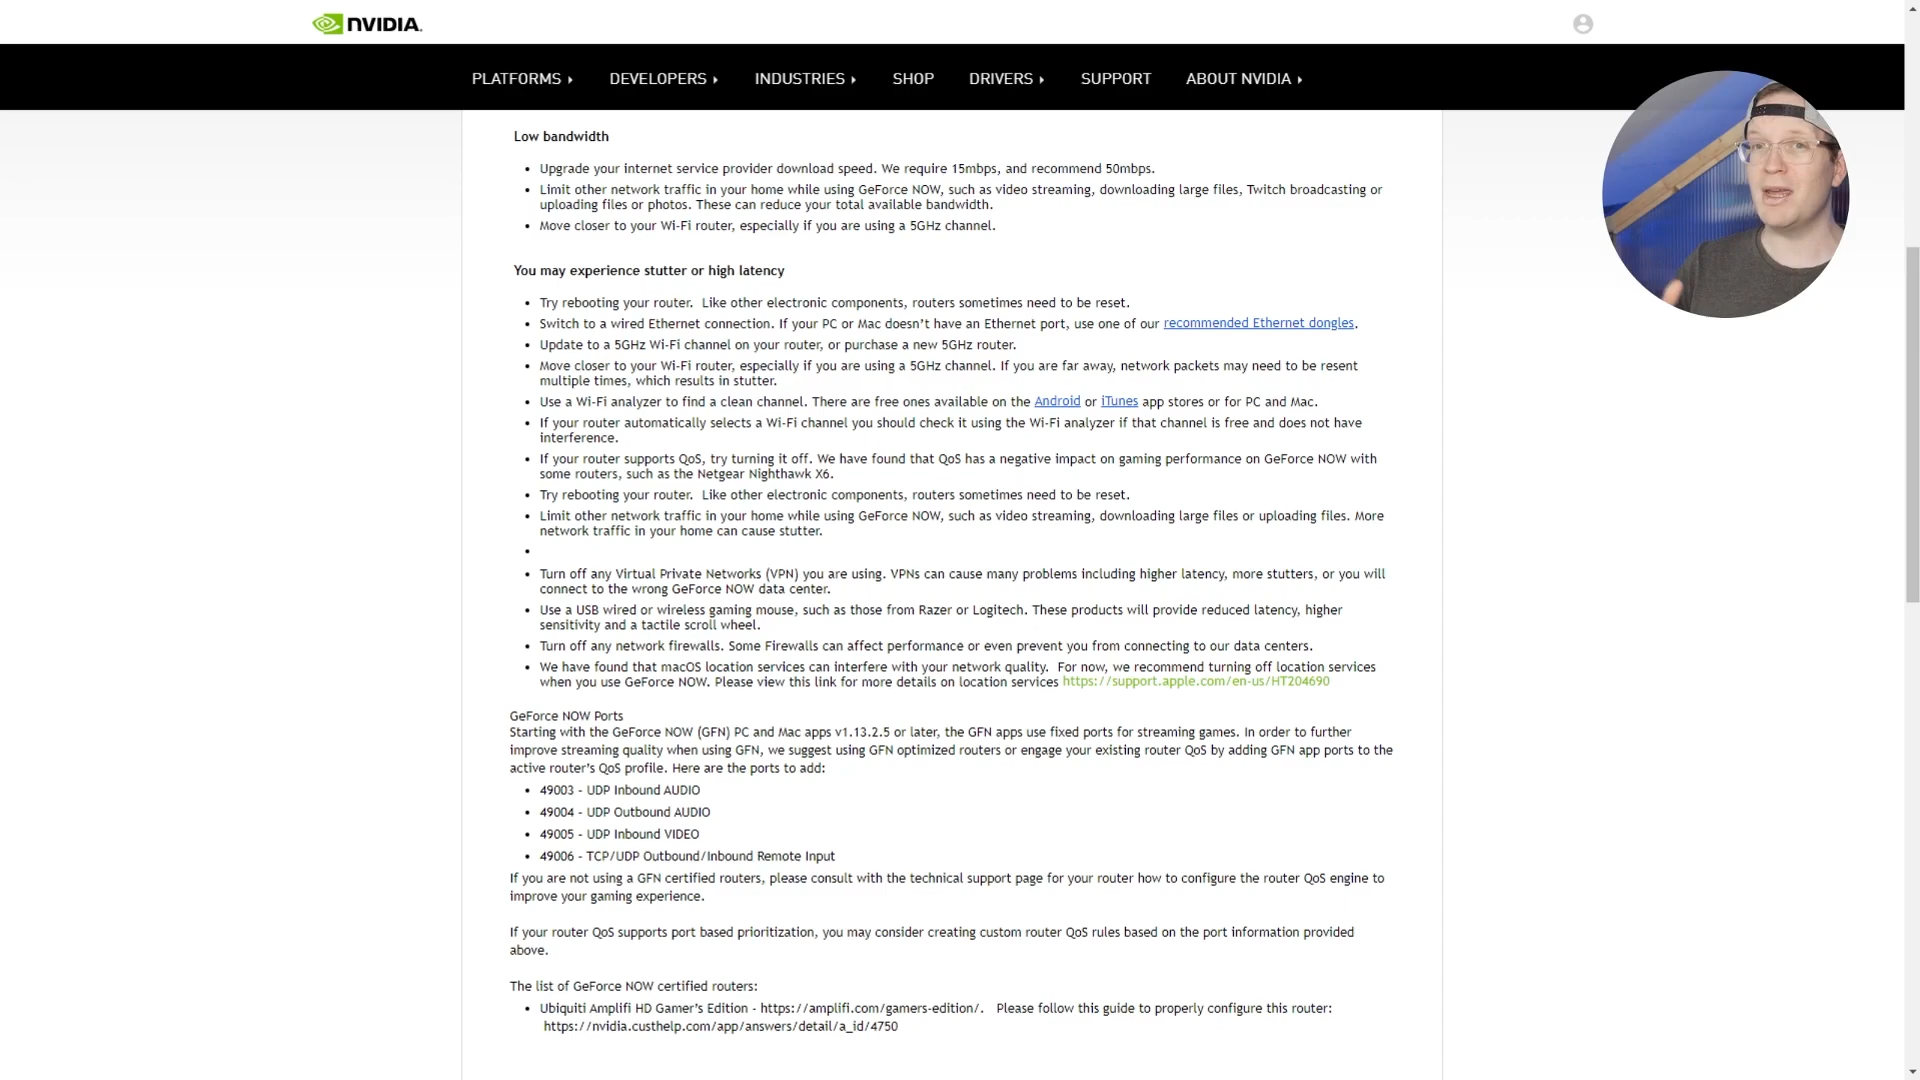 NVIDIA.
PLATFORMS DEVELOPERS INDUSTRIES SHOP DRIVERS SUPPORT ABOUT NVIDIA
Low bandwidth
• Upgrade your internet service provider download speed. We require 15mbps, and recommend 50mbps.
• Limit other network traffic in your home while using GeForce NOW, such as video streaming, downloading large files, Twitch broadcasting or
uploading files or photos. These can reduce your total available bandwidth.
• Move closer to your Wi-Fi router, especially if you are using a 5GHz channel.
You may experience stutter or high latency
• Try rebooting your router.  Like other electronic components, routers sometimes need to be reset.
• Switch to a wired Ethernet connection. If your PC or Mac doesn’t have an Ethernet port, use one of our recommended Ethernet dongles.
• Update to a 5GHz Wi-Fi channel on your router, or purchase a new 5GHz router.
• Move closer to your Wi-Fi router, especially if you are using a 5GHz channel. If you are far away, network packets may need to be resent
multiple times, which results in stutter.
• Use a Wi-Fi analyzer to find a clean channel. There are free ones available on the Android or iTunes app stores or for PC and Mac.
• If your router automatically selects a Wi-Fi channel you should check it using the Wi-Fi analyzer if that channel is free and does not have
interference.
• If your router supports QoS, try turning it off. We have found that QoS has a negative impact on gaming performance on GeForce NOW with
some routers, such as the Netgear Nighthawk X6.
• Try rebooting your router.  Like other electronic components, routers sometimes need to be reset.
• Limit other network traffic in your home while using GeForce NOW, such as video streaming, downloading large files or uploading files. More
network traffic in your home can cause stutter.
•
• Turn off any Virtual Private Networks (VPN) you are using. VPNs can cause many problems including higher latency, more stutters, or you will
connect to the wrong GeForce NOW data center.
• Use a USB wired or wireless gaming mouse, such as those from Razer or Logitech. These products will provide reduced latency, higher
sensitivity and a tactile scroll wheel.
• Turn off any network firewalls. Some Firewalls can affect performance or even prevent you from connecting to our data centers.
• We have found that macOS location services can interfere with your network quality.  For now, we recommend turning off location services
when you use GeForce NOW. Please view this link for more details on location services https://support.apple.com/en-us/HT204690
GeForce NOW Ports
Starting with the GeForce NOW (GFN) PC and Mac apps v1.13.2.5 or later, the GFN apps use fixed ports for streaming games. In order to further
improve streaming quality when using GFN, we suggest using GFN optimized routers or engage your existing router QoS by adding GFN app ports to the
active router’s QoS profile. Here are the ports to add:
• 49003 - UDP Inbound AUDIO
• 49004 - UDP Outbound AUDIO
• 49005 - UDP Inbound VIDEO
• 49006 - TCP/UDP Outbound/Inbound Remote Input
If you are not using a GFN certified routers, please consult with the technical support page for your router how to configure the router QoS engine to
improve your gaming experience.
If your router QoS supports port based prioritization, you may consider creating custom router QoS rules based on the port information provided
above.
The list of GeForce NOW certified routers:
• Ubiquiti Amplifi HD Gamer’s Edition - https://amplifi.com/gamers-edition/.   Please follow this guide to properly configure this router:
https://nvidia.custhelp.com/app/answers/detail/a_id/4750